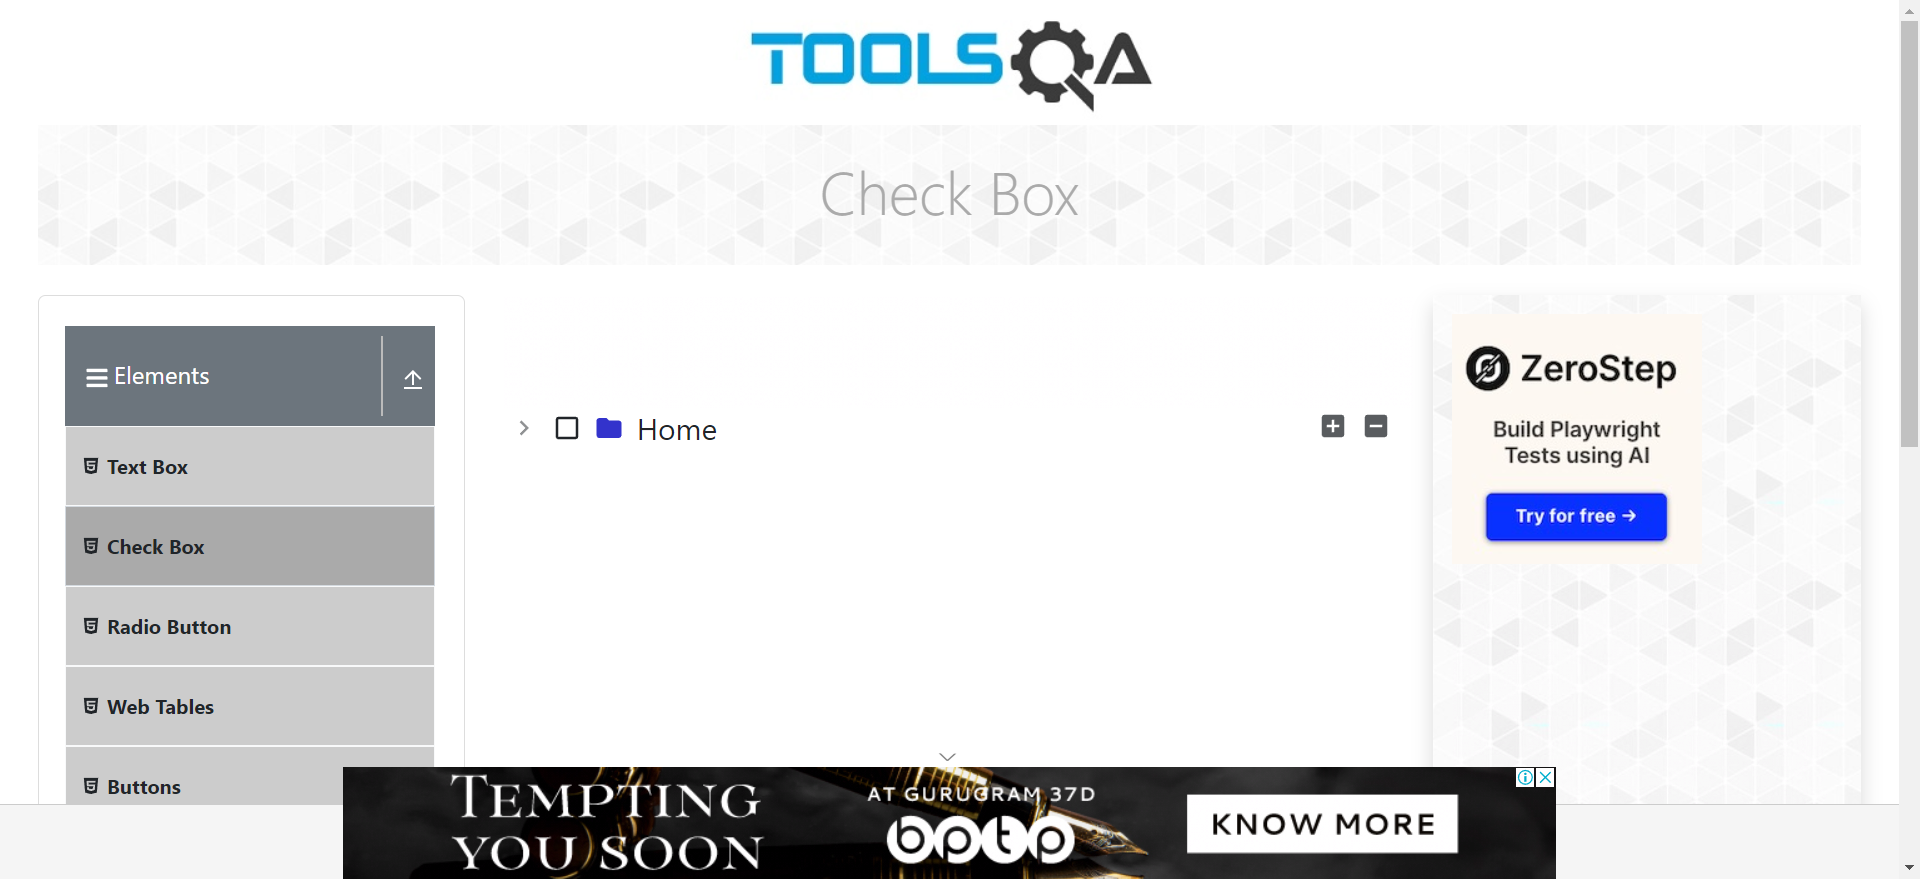 TOOLSQA
Check Box
Elements
Text Box
Check Box
Radio Button
Web Tables
Buttons
Home
ZeroStep
Build Playwright
Tests using AI
Try for free →
TEMPTING
YOU SOON
AT GURUGRAM 37D
bptp
KNOW MORE